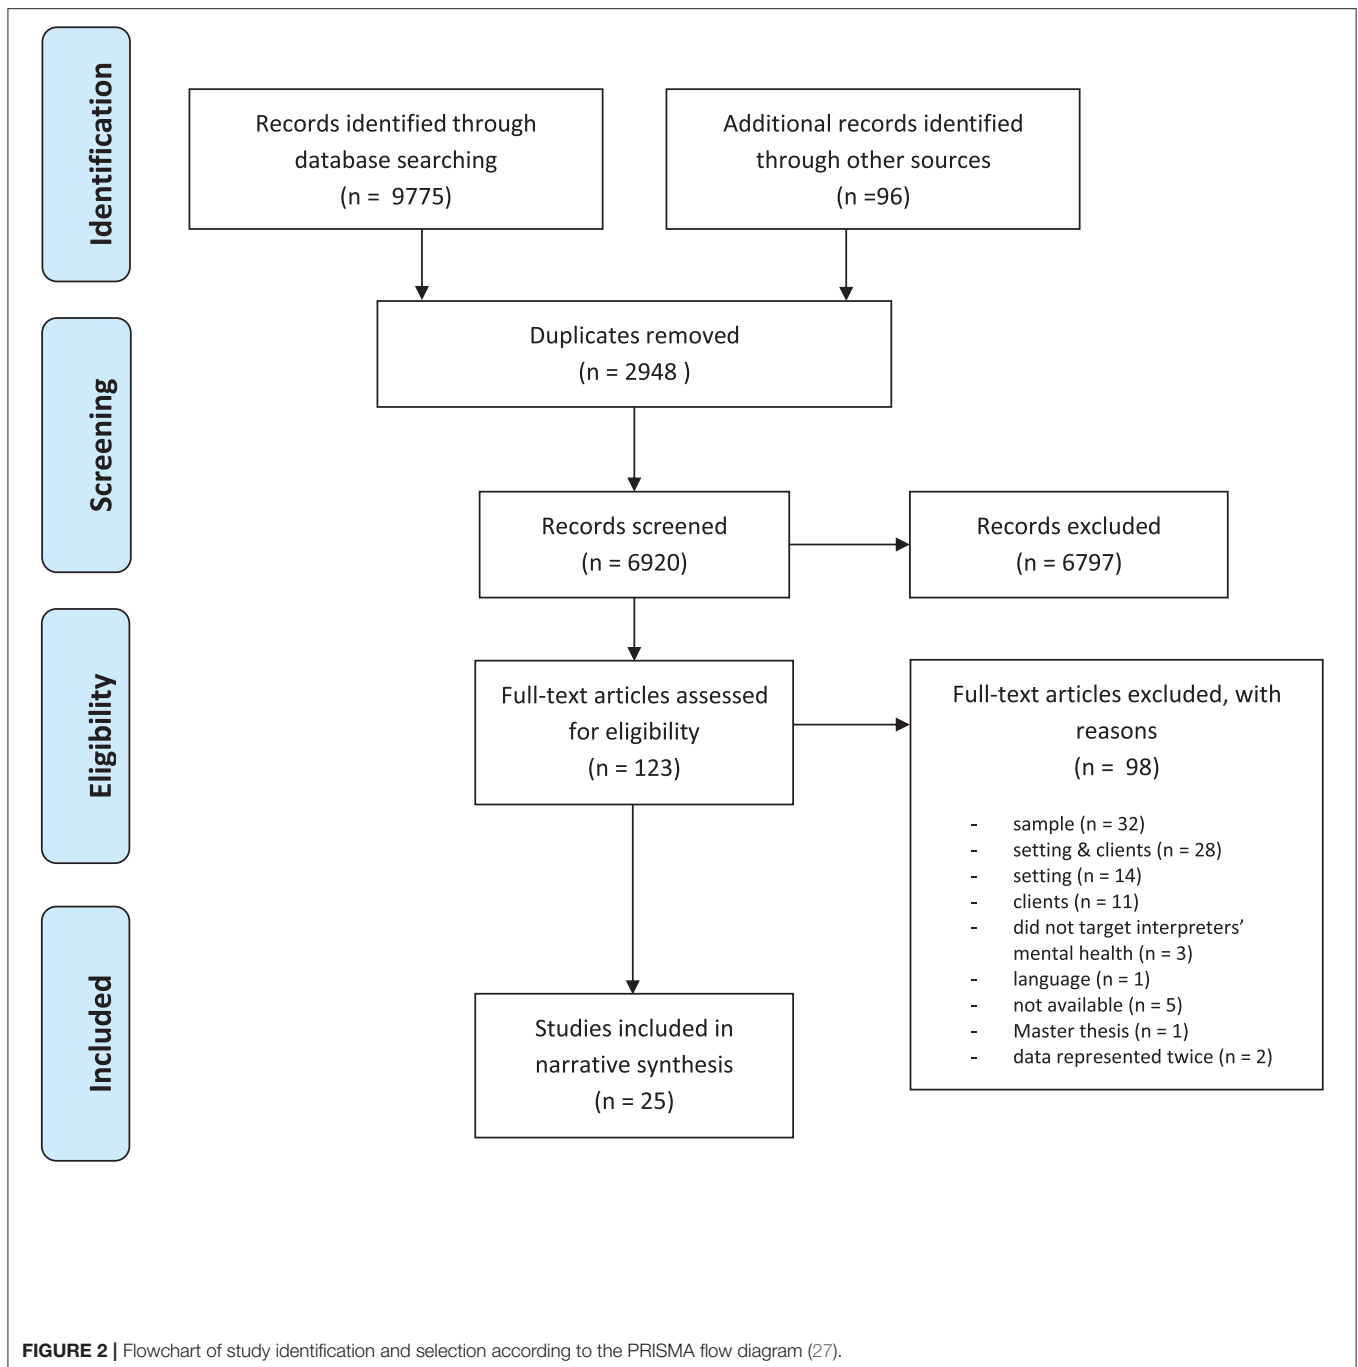 Identification
Records identified through
database searching
(n =  9775)
Additional records identified
through other sources
(n =96)
Screening
Duplicates removed
(n = 2948 )
Records screened
(n = 6920)
Records excluded
(n = 6797)
Eligibility
Full-text articles assessed
for eligibility
(n = 123)
Full-text articles excluded, with
reasons
(n =  98)
- sample (n = 32)
- setting & clients (n = 28)
- setting (n = 14)
- clients (n = 11)
- did not target interpreters’
mental health (n = 3)
- language (n = 1)
- not available (n = 5)
- Master thesis (n = 1)
- data represented twice (n = 2)
Included
Studies included in
narrative synthesis
(n = 25)
FIGURE 2 | Flowchart of study identification and selection according to the PRISMA flow diagram (27).